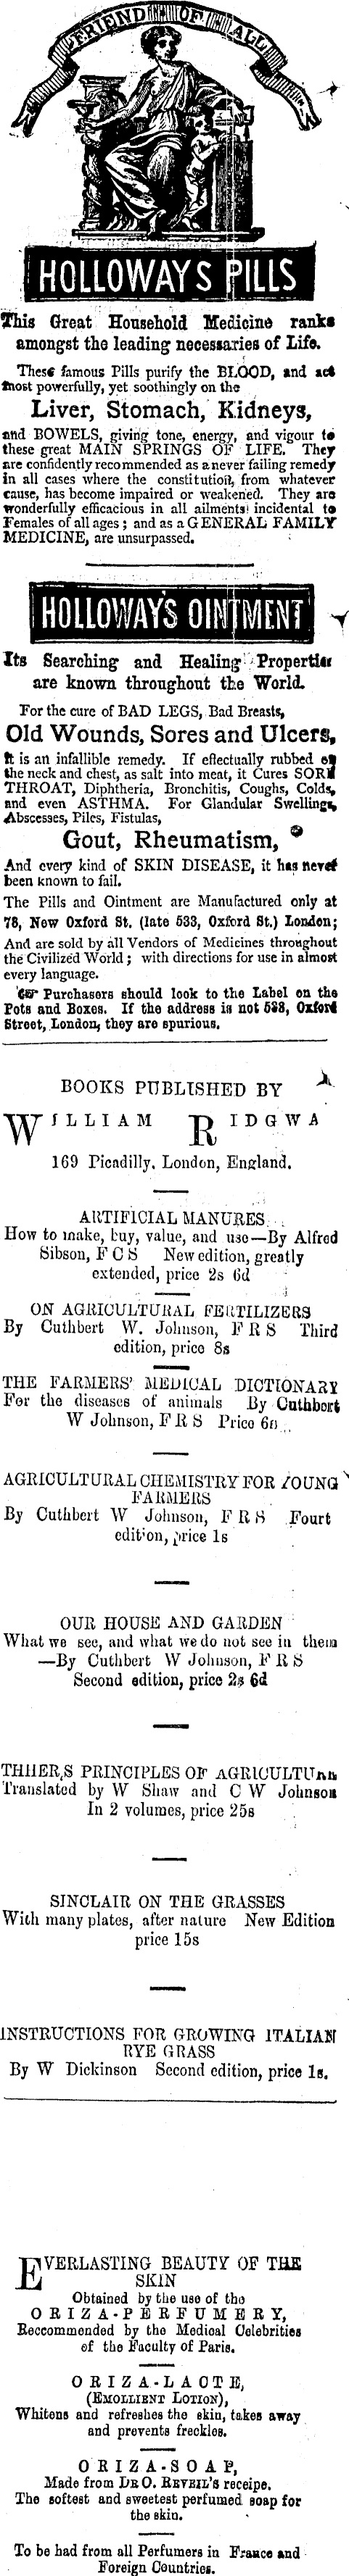 FRIEND OF ALL
HOLLOWAY'S PILLS
This Great Household Medicine ranks
amongst the leading necessaries of Life.
These famous Pills purify the BLOOD, and act
most powerfully, yet soothingly on the
Liver, Stomach, Kidneys,
and BOWELS, giving tone, energy, and vigour to
these great MAIN SPRINGS OF LIFE. They
are confidently recommended as a never failing remedy
in all cases where the constitution, from whatever
cause, has become impaired or weakened. They are
wonderfully efficacious in all ailments incidental to
Females of all ages; and as a GENERAL FAMILY
MEDICINE, are unsurpassed.
HOLLOWAY'S OINTMENT
Its Searching and Healing Properties
are known throughout the World.
For the cure of BAD LEGS, Bad Breasts,
Old Wounds, Sores and Ulcers,
It is an infallible remedy. If effectually rubbed on
the neck and chest, as salt into meat, it Cures SORE
THROAT, Diphtheria, Bronchitis, Coughs, Colds,
and even ASTHMA. For Glandular Swellings,
Abscesses, Piles, Fistulas,
Gout, Rheumatism,
And every kind of SKIN DISEASE, it has never
been known to fail.
The Pills and Ointment are Manufactured only at
78, New Oxford St. (late 533, Oxford St.) London;
And are sold by all Vendors of Medicines throughout
the Civilized World; with directions for use in almost
every language.
☞ Purchasers should look to the Label on the
Pots and Boxes. If the address is not 533, Oxford
Street, London, they are spurious.
BOOKS PUBLISHED BY
WILLIAM RIDGWA
169 Picadilly, London, England.
ARTIFICIAL MANURES.
How to make, buy, value, and use—By Alfred
Sibson, F C S New edition, greatly
extended, price 2s 6d
ON AGRICULTURAL FERTILIZERS
By Cuthbert W. Johnson, F R S Third
edition, price 8s
THE FARMERS' MEDICAL DICTIONARY
For the diseases of animals By Cuthbert
W Johnson, F R S Price 6s
AGRICULTURAL CHEMISTRY FOR YOUNG
FARMERS
By Cuthbert W Johnson, F R S Fourt
edition, price 1s
OUR HOUSE AND GARDEN
What we see, and what we do not see in them
—By Cuthbert W Johnson, F R S
Second edition, price 2s 6d
THIIER,S PRINCIPLES OF AGRICULTU
Translated by W Shaw and C W Johnson
In 2 volumes, price 25s
SINCLAIR ON THE GRASSES
With many plates, after nature New Edition
price 15s
INSTRUCTIONS FOR GROWING ITALIAN
RYE GRASS
By W Dickinson Second edition, price 1s.
EVERLASTING BEAUTY OF THE
SKIN
Obtained by the use of the
ORIZA-PERFUMERY,
Reccommended by the Medical Celebrities
of the Faculty of Paris.
ORIZA-LACTE,
(EMOLLIENT LOTION),
Whitens and refreshes the skin, takes away
and prevents freckles.
ORIZA-SOAP,
Made from DR O. REVEIL'S receipe.
The softest and sweetest perfumed soap for
the skin.
To be had from all Perfumers in France and
Foreign Countries.